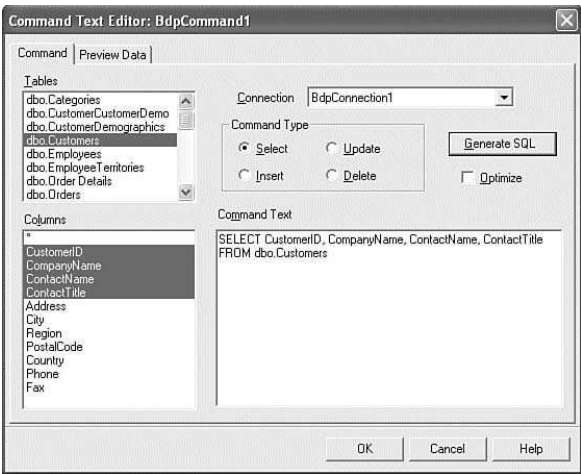 Command Text Editor: BdpCommand1
Command
Preview Data
Tables
dbo.Categories
dbo.CustomerCustomerDemo
dbo.CustomerDemographics
dbo.Customers
dbo.Employees
dbo.EmployeeTerritories
dbo.Order Details
dbo.Orders
Columns
*
CustomerID
CompanyName
ContactName
ContactTitle
Address
City
Region
PostalCode
Country
Phone
Fax
Connection BdpConnection1
Command Type
Select Update
Insert Delete
Generate SQL
Optimize
Command Text
SELECT CustomerID, CompanyName, ContactName, ContactTitle
FROM dbo.Customers
OK Cancel Help